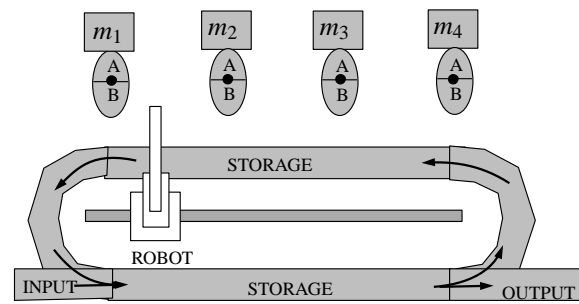 m1 m2 m3 m4
A A A A
B B B B
STORAGE
ROBOT
INPUT STORAGE OUTPUT